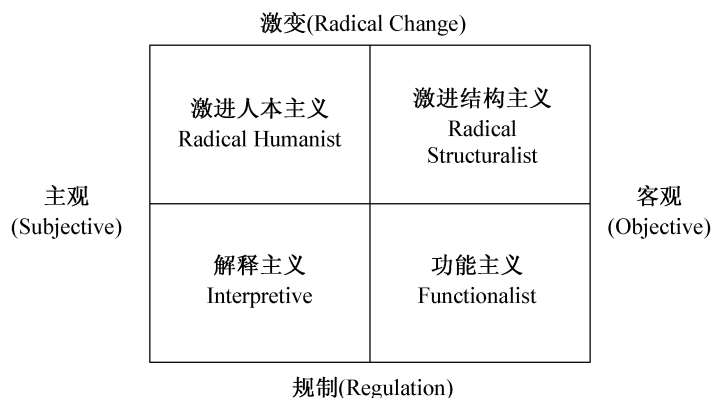 激变(Radical Change)
激进人本主义
Radical Humanist
激进结构主义
Radical
Structuralist
主观
(Subjective)
客观
(Objective)
解释主义
Interpretive
功能主义
Functionalist
规制(Regulation)